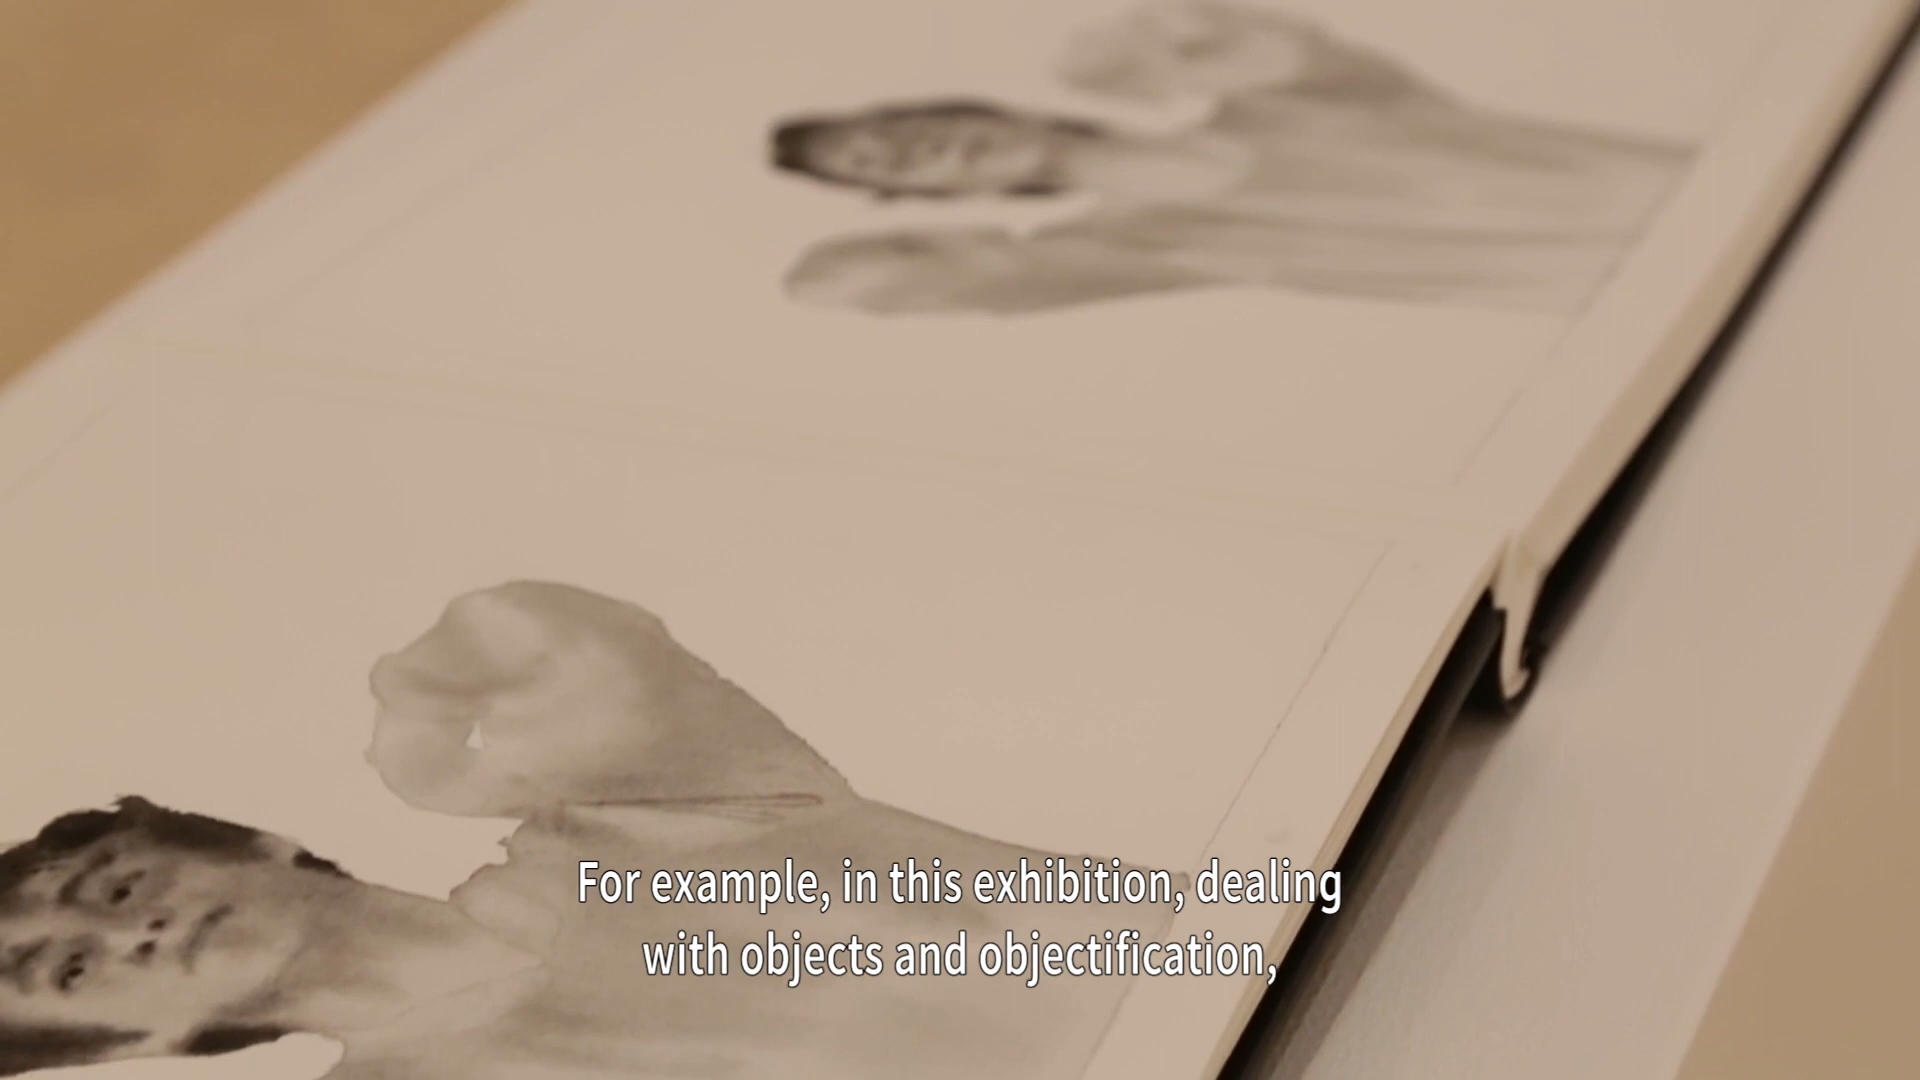 For example, in this exhibition, dealing
with objects and objectification,